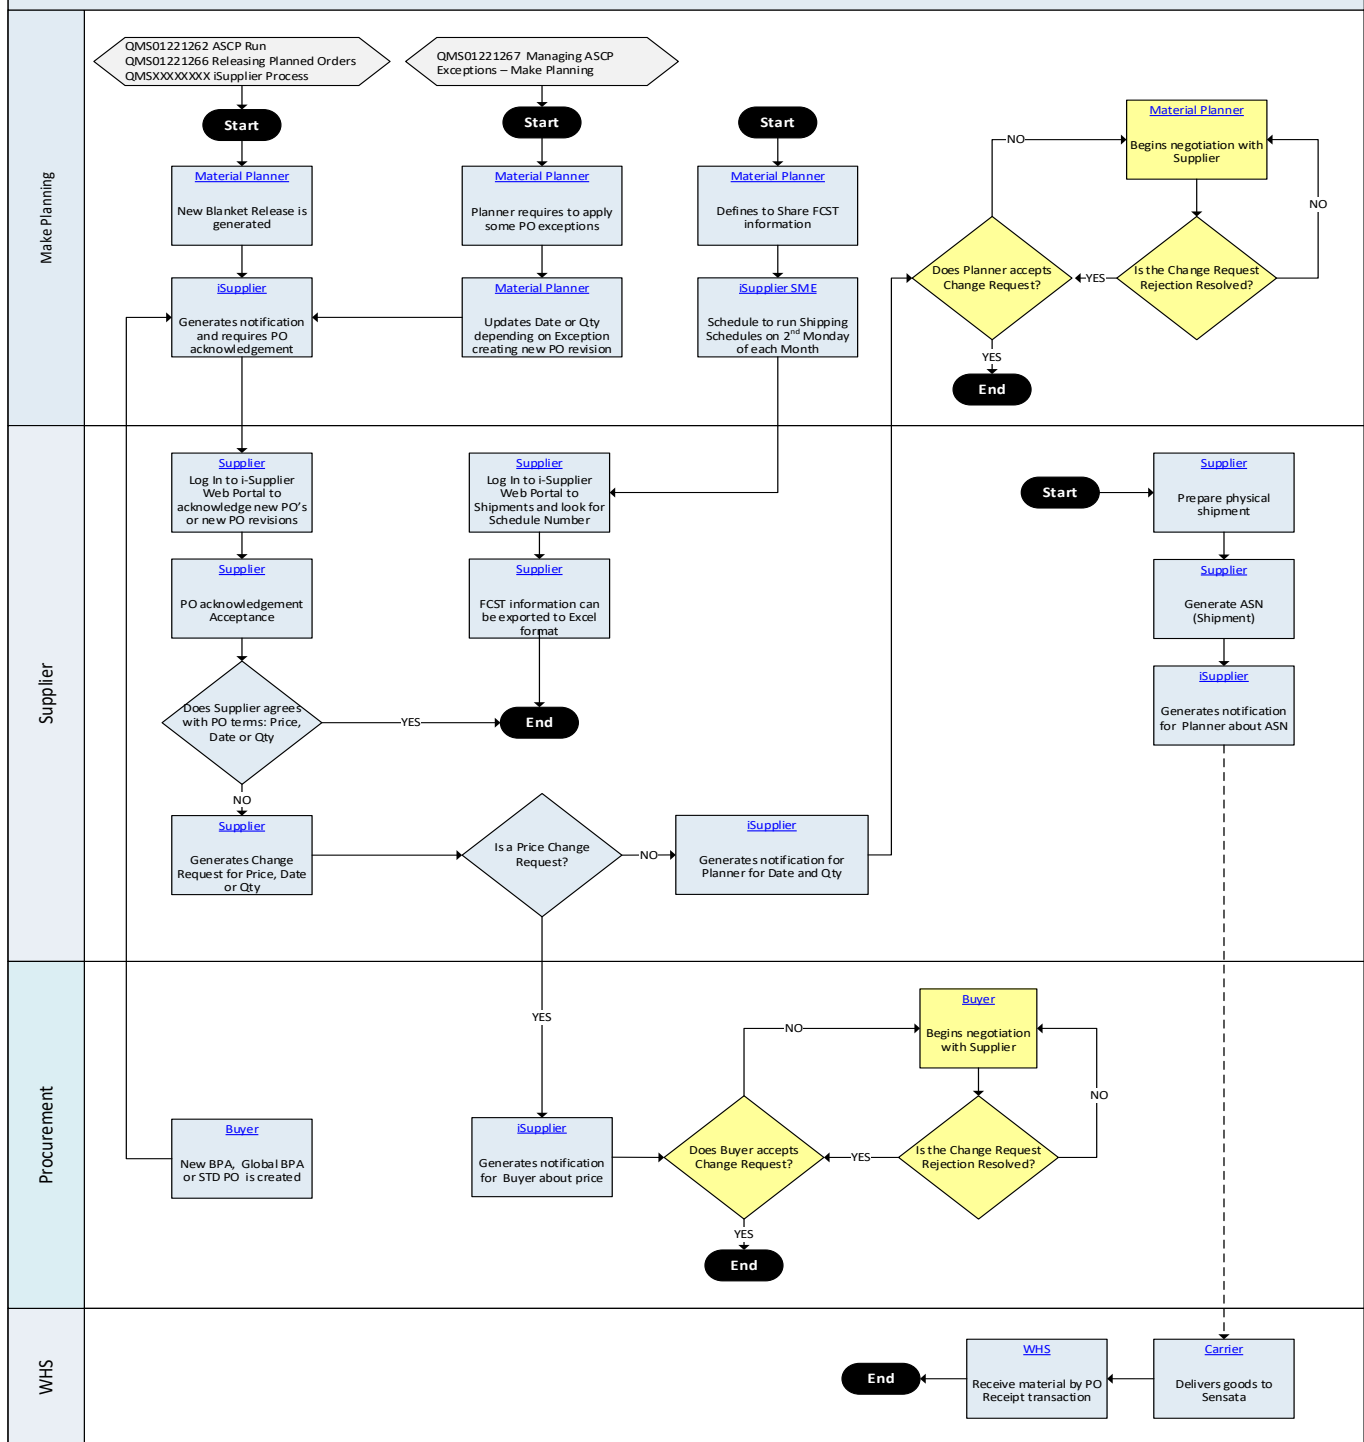 Make Planning
QMS01221262 ASCP Run
QMS01221266 Releasing Planned Orders
QMSXXXXXXXX iSupplier Process
QMS01221267 Managing ASCP
Exceptions – Make Planning
Start
Start
Start
Material Planner
New Blanket Release is
generated
Material Planner
Planner requires to apply
some PO exceptions
Material Planner
Defines to Share FCST
information
Material Planner
Begins negotiation with
Supplier
NO
NO
iSupplier
Generates notification
and requires PO
acknowledgement
Material Planner
Updates Date or Qty
depending on Exception
creating new PO revision
iSupplier SME
Schedule to run Shipping
Schedules on 2nd Monday
of each Month
Does Planner accepts
Change Request?
YES
Is the Change Request
Rejection Resolved?
YES
End
Supplier
Supplier
Log In to i-Supplier
Web Portal to
acknowledge new PO's
or new PO revisions
Supplier
Log In to i-Supplier
Web Portal to
Shipments and look for
Schedule Number
Start
Supplier
Prepare physical
shipment
Supplier
PO acknowledgement
Acceptance
Supplier
FCST information can
be exported to Excel
format
Supplier
Generate ASN
(Shipment)
Does Supplier agrees
with PO terms: Price,
Date or Qty
YES
End
iSupplier
Generates notification
for Planner about ASN
NO
Supplier
Generates Change
Request for Price, Date
or Qty
Is a Price Change
Request?
NO
iSupplier
Generates notification for
Planner for Date and Qty
Procurement
YES
NO
Buyer
Begins negotiation
with Supplier
NO
Buyer
New BPA, Global BPA
or STD PO is created
iSupplier
Generates notification
for Buyer about price
Does Buyer accepts
Change Request?
YES
Is the Change Request
Rejection Resolved?
YES
End
WHS
End
WHS
Receive material by PO
Receipt transaction
Carrier
Delivers goods to
Sensata